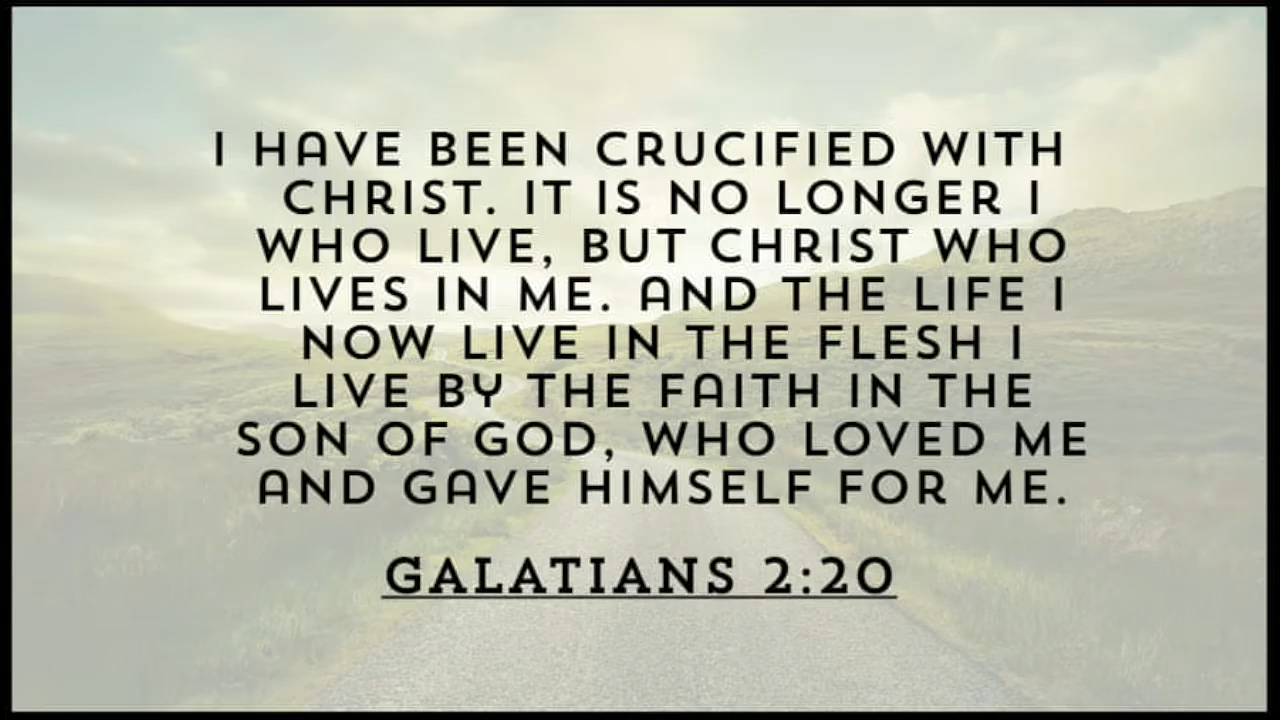 I HAVE BEEN CRUCIFIED WITH
CHRIST. IT IS NO LONGER I
WHO LIVE, BUT CHRIST WHO
LIVES IN ME. AND THE LIFE I
NOW LIVE IN THE FLESH I
LIVE BY THE FAITH IN THE
SON OF GOD, WHO LOVED ME
AND GAVE HIMSELF FOR ME.
GALATIANS 2:20